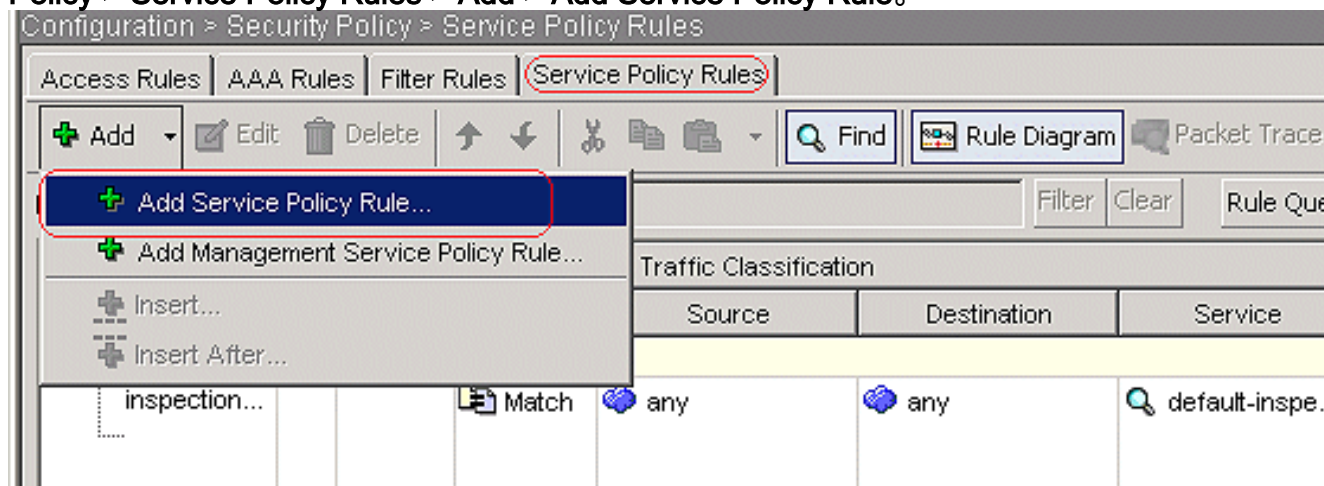 Policy > Service Policy Rules > Add > Add Service Policy Rule。
Configuration > Security Policy > Service Policy Rules
Access Rules AAA Rules Filter Rules Service Policy Rules
Add Edit Delete Find Rule Diagram Packet Trace
Add Service Policy Rule... Filter Clear Rule Que
Add Management Service Policy Rule... Traffic Classification
Insert... Source Destination Service
Insert After...
inspection... Match any any default-inspe.